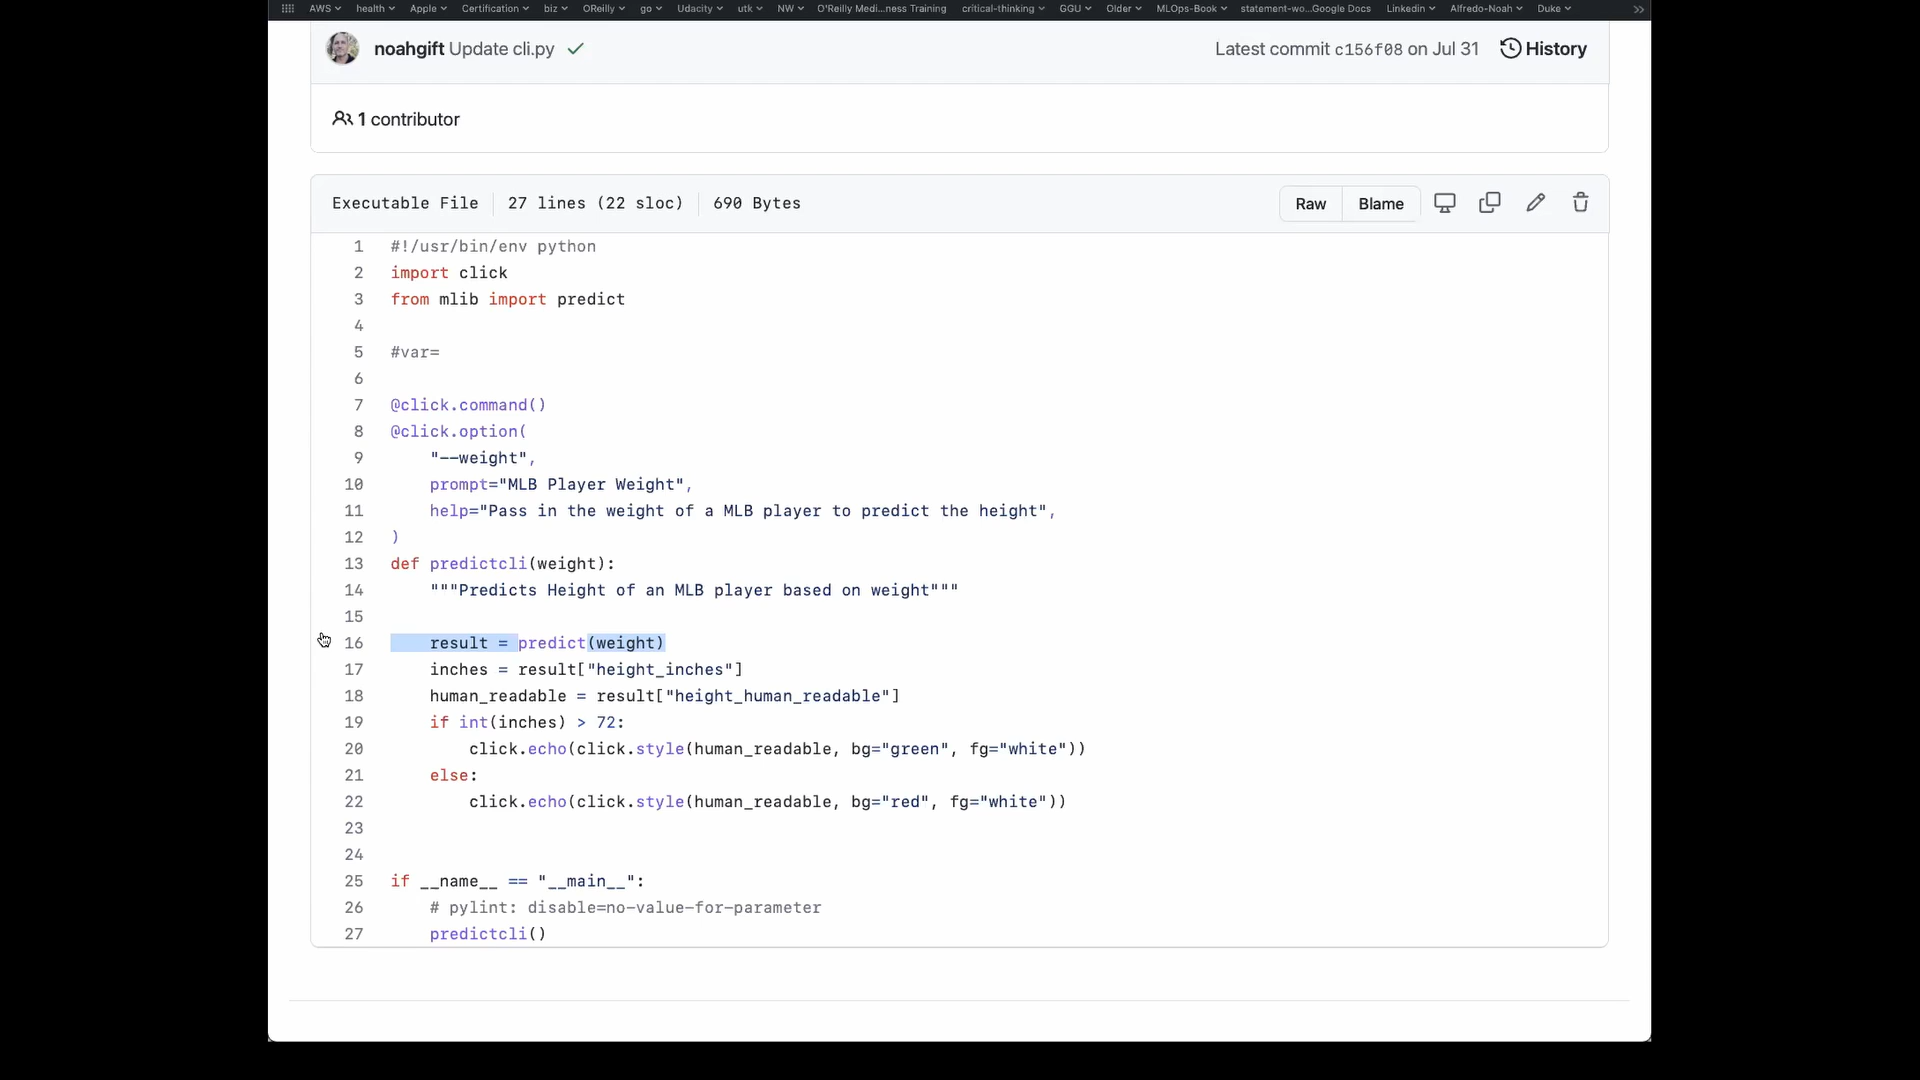 AWS health Apple Certification biz OReilly go Udacity utk NW O'Reilly Medi...ness Training critical-thinking GGU Older MLOps-Book statement-wo...Google Docs Linkedin Alfredo-Noah Duke »
noahgift Update cli.py Latest commit c156f08 on Jul 31 History
1 contributor
Executable File 27 lines (22 sloc) 690 Bytes Raw Blame
1 #!/usr/bin/env python
2 import click
3 from mlib import predict
4
5 #var=
6
7 @click.command()
8 @click.option(
9     "--weight",
10     prompt="MLB Player Weight",
11     help="Pass in the weight of a MLB player to predict the height",
12 )
13 def predictcli(weight):
14     """Predicts Height of an MLB player based on weight"""
15
16     result = predict(weight)
17     inches = result["height_inches"]
18     human_readable = result["height_human_readable"]
19     if int(inches) > 72:
20         click.echo(click.style(human_readable, bg="green", fg="white"))
21     else:
22         click.echo(click.style(human_readable, bg="red", fg="white"))
23
24
25 if __name__ == "__main__":
26     # pylint: disable=no-value-for-parameter
27     predictcli()